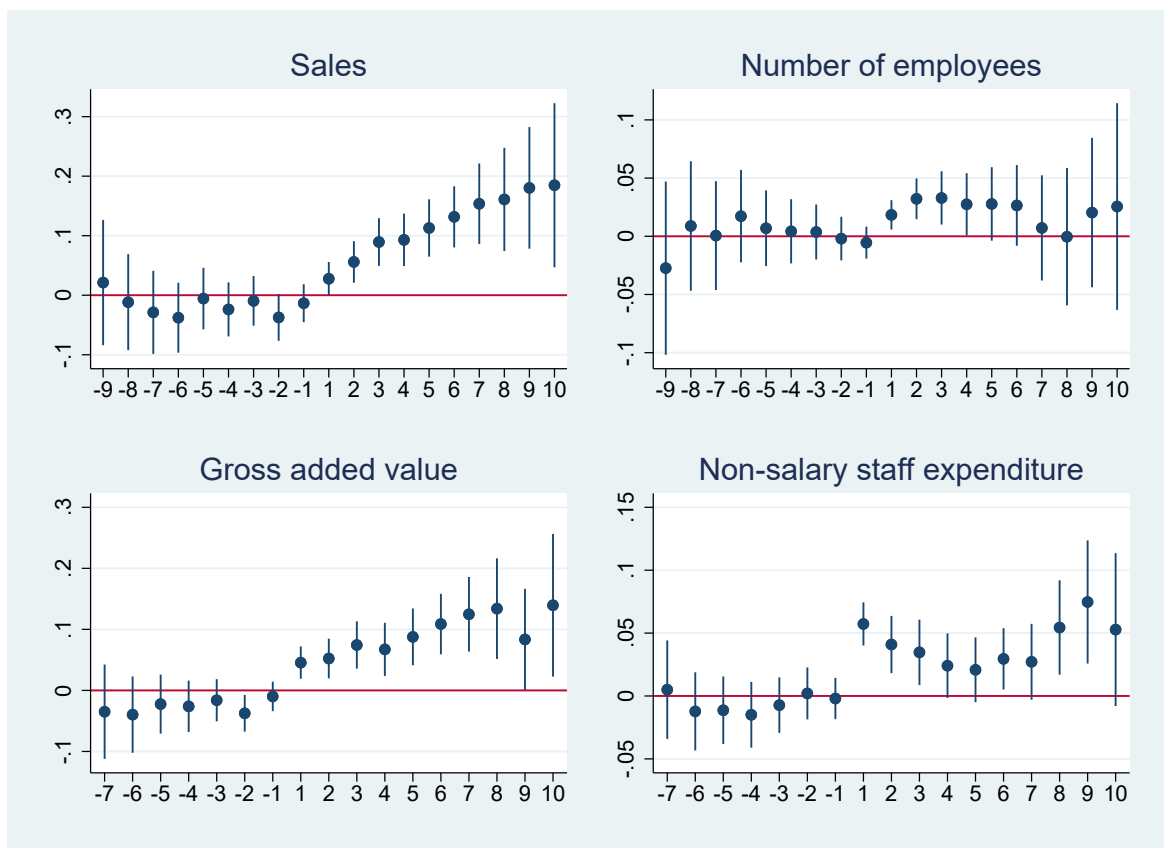 Sales
.3
.2
.1
0
-.1
-9 -8 -7 -6 -5 -4 -3 -2 -1 1 2 3 4 5 6 7 8 9 10
Number of employees
.1
.05
0
-.05
-.1
-9 -8 -7 -6 -5 -4 -3 -2 -1 1 2 3 4 5 6 7 8 9 10
Gross added value
.3
.2
.1
0
-.1
-7 -6 -5 -4 -3 -2 -1 1 2 3 4 5 6 7 8 9 10
Non-salary staff expenditure
.15
.1
.05
0
-.05
-7 -6 -5 -4 -3 -2 -1 1 2 3 4 5 6 7 8 9 10